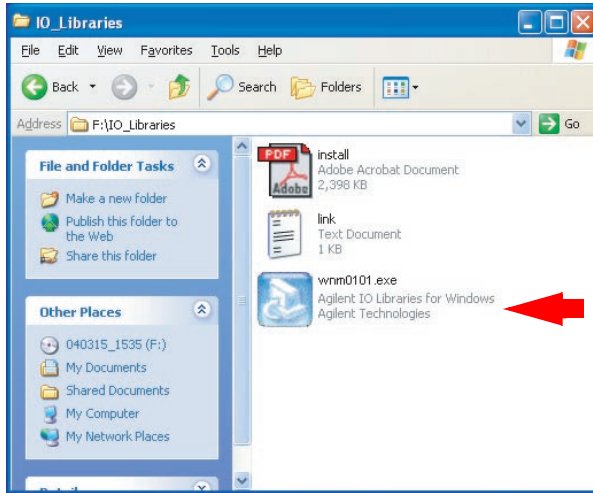 IO_Libraries
File Edit View Favorites Tools Help
Back Search Folders
Address F:\IO_Libraries Go
File and Folder Tasks
Make a new folder
Publish this folder to
the Web
Share this folder
Other Places
040315_1535 (F:)
My Documents
Shared Documents
My Computer
My Network Places
PDF
Adobe
install
Adobe Acrobat Document
2,398 KB
link
Text Document
1 KB
wnm0101.exe
Agilent IO Libraries for Windows
Agilent Technologies